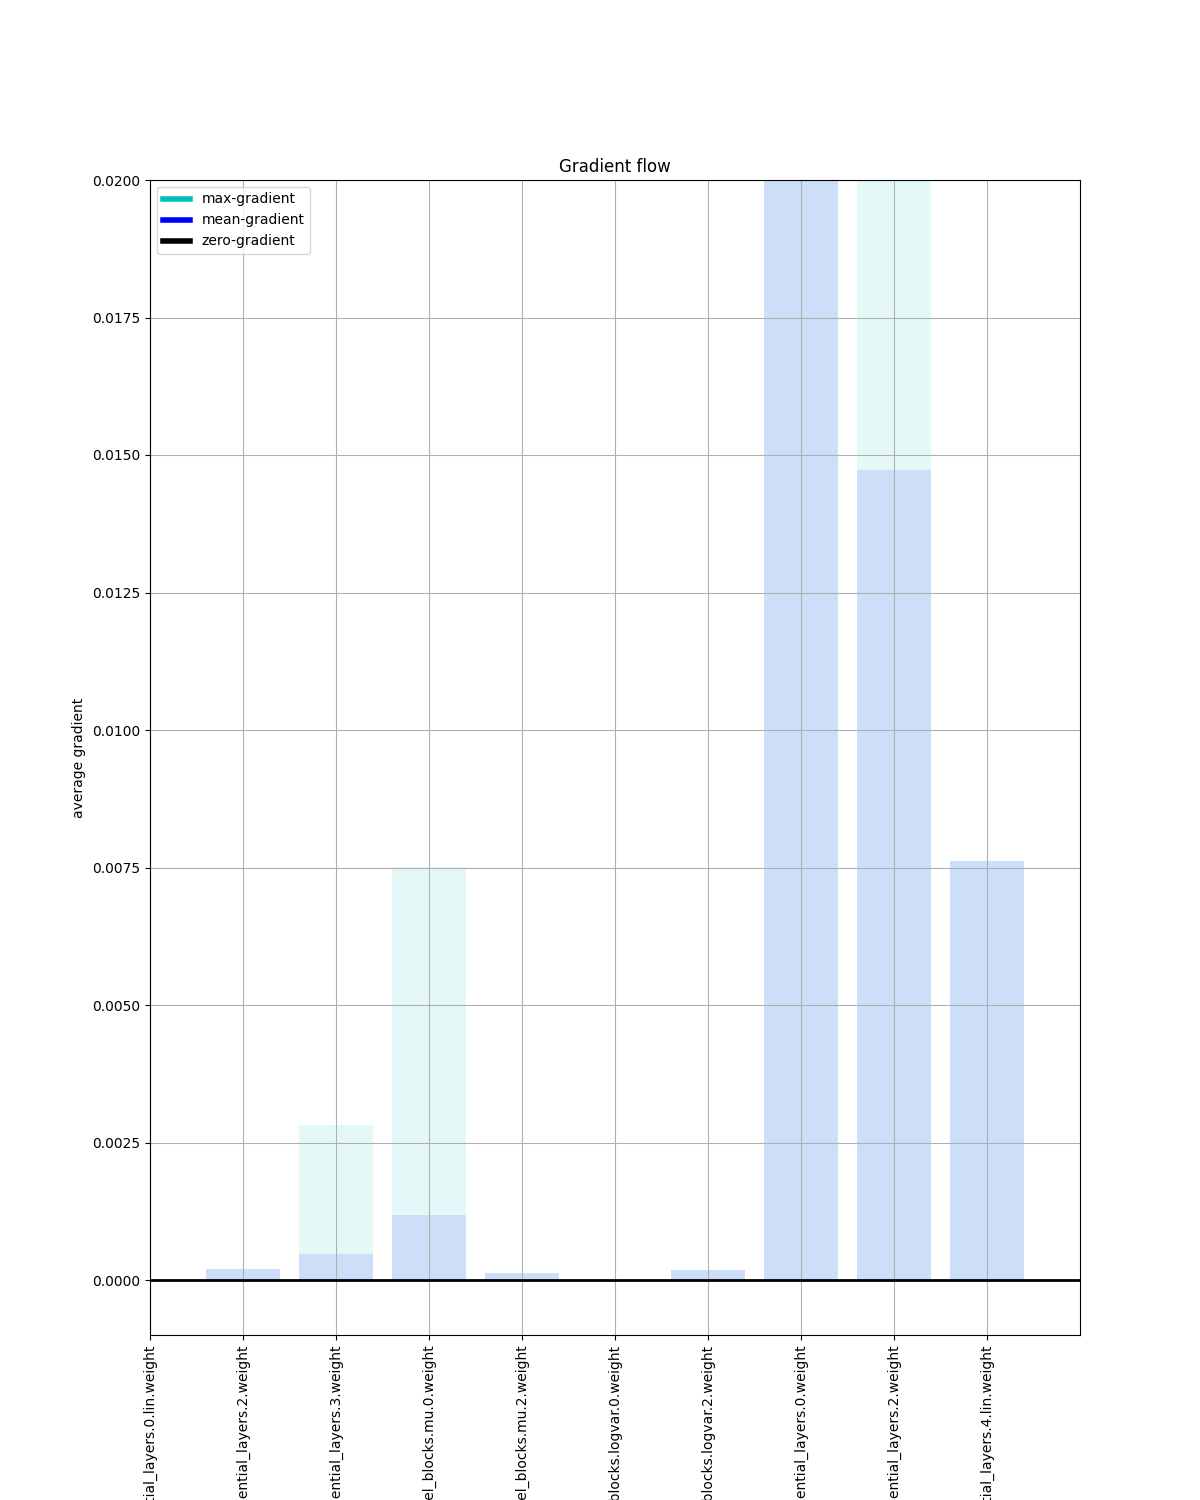 Gradient flow
max-gradient
mean-gradient
zero-gradient
0.0200
0.0175
0.0150
0.0125
0.0100
0.0075
0.0050
0.0025
0.0000
average gradient
tial_layers.0.lin.weight
ential_layers.2.weight
ential_layers.3.weight
el_blocks.mu.0.weight
el_blocks.mu.2.weight
blocks.logvar.0.weight
blocks.logvar.2.weight
ential_layers.0.weight
ential_layers.2.weight
tial_layers.4.lin.weight